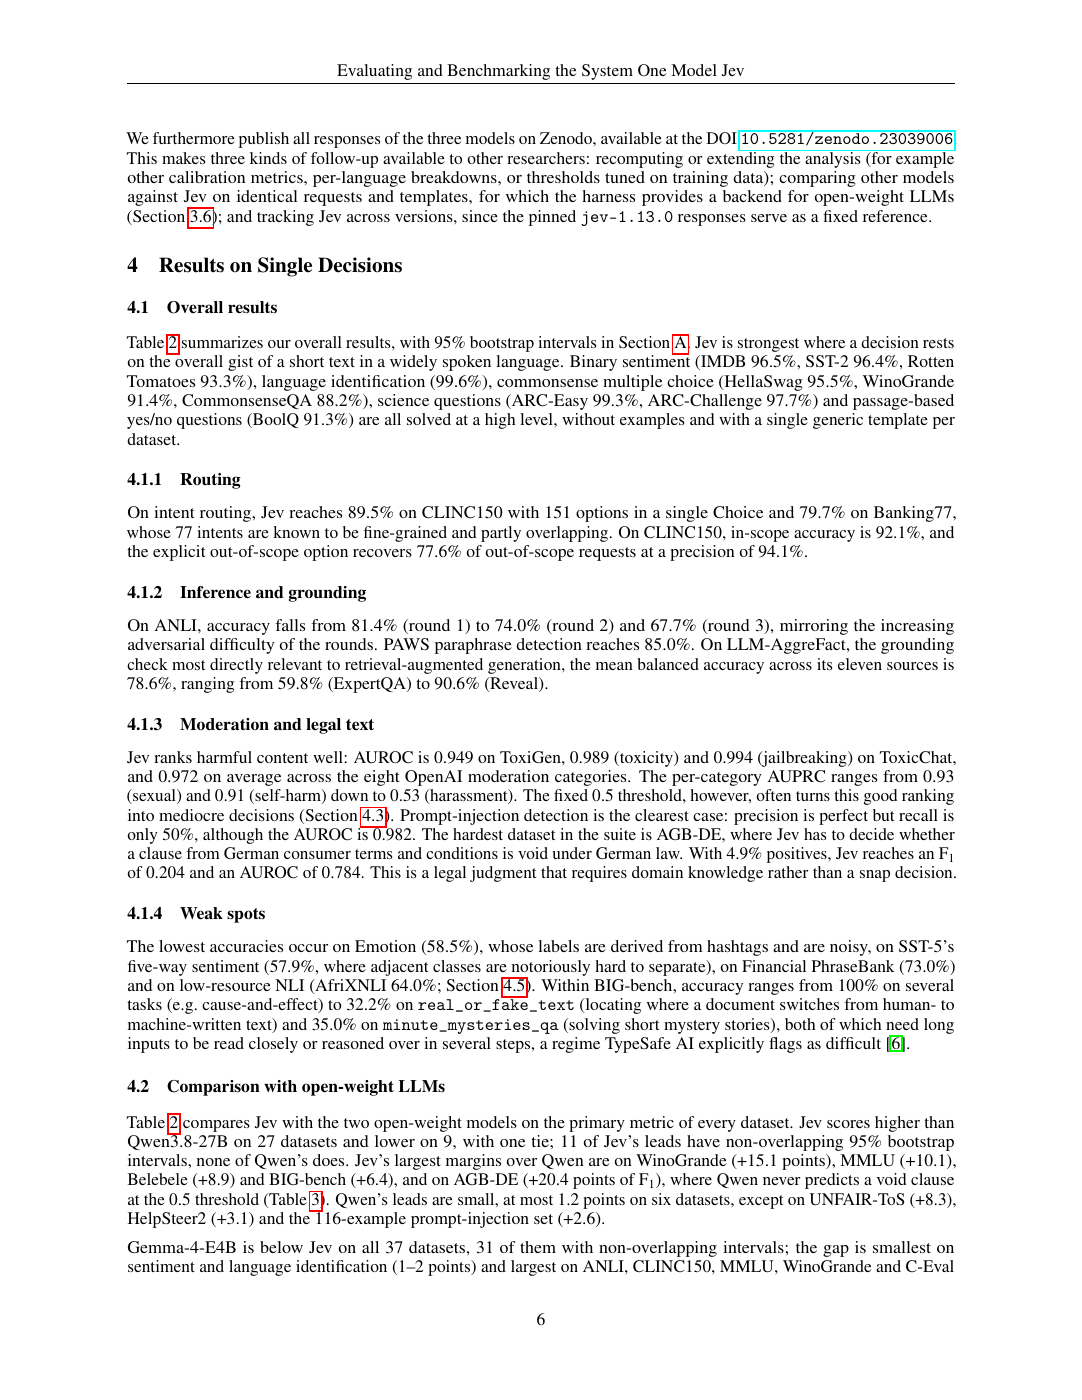 Evaluating and Benchmarking the System One Model Jev
We furthermore publish all responses of the three models on Zenodo, available at the DOI 10.5281/zenodo.23039006.
This makes three kinds of follow-up available to other researchers: recomputing or extending the analysis (for example
other calibration metrics, per-language breakdowns, or thresholds tuned on training data); comparing other models
against Jev on identical requests and templates, for which the harness provides a backend for open-weight LLMs
(Section 3.6); and tracking Jev across versions, since the pinned jev-1.13.0 responses serve as a fixed reference.
4 Results on Single Decisions
4.1 Overall results
Table 2 summarizes our overall results, with 95% bootstrap intervals in Section A. Jev is strongest where a decision rests
on the overall gist of a short text in a widely spoken language. Binary sentiment (IMDB 96.5%, SST-2 96.4%, Rotten
Tomatoes 93.3%), language identification (99.6%), commonsense multiple choice (HellaSwag 95.5%, WinoGrande
91.4%, CommonsenseQA 88.2%), science questions (ARC-Easy 99.3%, ARC-Challenge 97.7%) and passage-based
yes/no questions (BoolQ 91.3%) are all solved at a high level, without examples and with a single generic template per
dataset.
4.1.1 Routing
On intent routing, Jev reaches 89.5% on CLINC150 with 151 options in a single Choice and 79.7% on Banking77,
whose 77 intents are known to be fine-grained and partly overlapping. On CLINC150, in-scope accuracy is 92.1%, and
the explicit out-of-scope option recovers 77.6% of out-of-scope requests at a precision of 94.1%.
4.1.2 Inference and grounding
On ANLI, accuracy falls from 81.4% (round 1) to 74.0% (round 2) and 67.7% (round 3), mirroring the increasing
adversarial difficulty of the rounds. PAWS paraphrase detection reaches 85.0%. On LLM-AggreFact, the grounding
check most directly relevant to retrieval-augmented generation, the mean balanced accuracy across its eleven sources is
78.6%, ranging from 59.8% (ExpertQA) to 90.6% (Reveal).
4.1.3 Moderation and legal text
Jev ranks harmful content well: AUROC is 0.949 on ToxiGen, 0.989 (toxicity) and 0.994 (jailbreaking) on ToxicChat,
and 0.972 on average across the eight OpenAI moderation categories. The per-category AUPRC ranges from 0.93
(sexual) and 0.91 (self-harm) down to 0.53 (harassment). The fixed 0.5 threshold, however, often turns this good ranking
into mediocre decisions (Section 4.3). Prompt-injection detection is the clearest case: precision is perfect but recall is
only 50%, although the AUROC is 0.982. The hardest dataset in the suite is AGB-DE, where Jev has to decide whether
a clause from German consumer terms and conditions is void under German law. With 4.9% positives, Jev reaches an F1
of 0.204 and an AUROC of 0.784. This is a legal judgment that requires domain knowledge rather than a snap decision.
4.1.4 Weak spots
The lowest accuracies occur on Emotion (58.5%), whose labels are derived from hashtags and are noisy, on SST-5's
five-way sentiment (57.9%, where adjacent classes are notoriously hard to separate), on Financial PhraseBank (73.0%)
and on low-resource NLI (AfriXNLI 64.0%; Section 4.5). Within BIG-bench, accuracy ranges from 100% on several
tasks (e.g. cause-and-effect) to 32.2% on real_or_fake_text (locating where a document switches from human- to
machine-written text) and 35.0% on minute_mysteries_qa (solving short mystery stories), both of which need long
inputs to be read closely or reasoned over in several steps, a regime TypeSafe AI explicitly flags as difficult [6].
4.2 Comparison with open-weight LLMs
Table 2 compares Jev with the two open-weight models on the primary metric of every dataset. Jev scores higher than
Qwen3.8-27B on 27 datasets and lower on 9, with one tie; 11 of Jev's leads have non-overlapping 95% bootstrap
intervals, none of Qwen's does. Jev's largest margins over Qwen are on WinoGrande (+15.1 points), MMLU (+10.1),
Belebele (+8.9) and BIG-bench (+6.4), and on AGB-DE (+20.4 points of F1), where Qwen never predicts a void clause
at the 0.5 threshold (Table 3). Qwen's leads are small, at most 1.2 points on six datasets, except on UNFAIR-ToS (+8.3),
HelpSteer2 (+3.1) and the 116-example prompt-injection set (+2.6).
Gemma-4-E4B is below Jev on all 37 datasets, 31 of them with non-overlapping intervals; the gap is smallest on
sentiment and language identification (1–2 points) and largest on ANLI, CLINC150, MMLU, WinoGrande and C-Eval
6